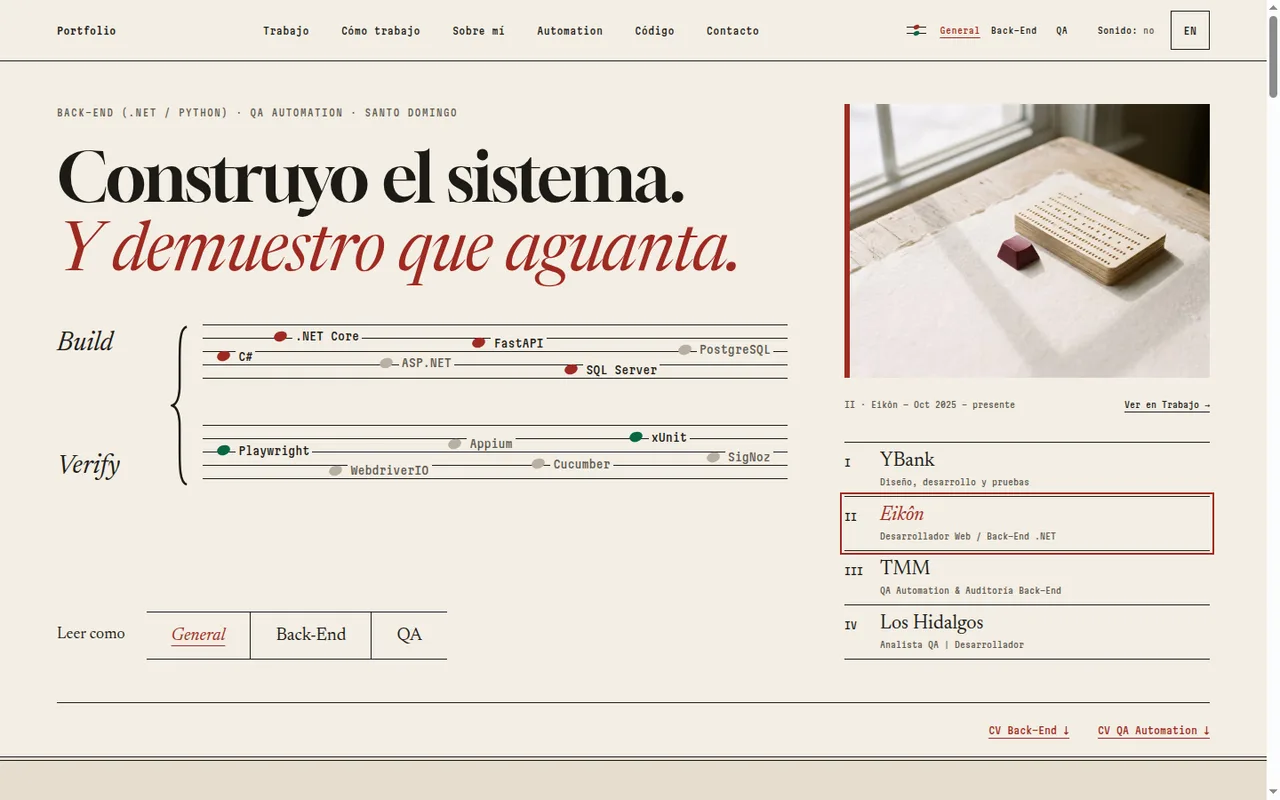 Portfolio
Trabajo
Cómo trabajo
Sobre mí
Automation
Código
Contacto
General
Back-End
QA
Sonido: no
EN
BACK-END (.NET / PYTHON) · QA AUTOMATION · SANTO DOMINGO
Construyo el sistema.
Y demuestro que aguanta.
Build
.NET Core
FastAPI
C#
ASP.NET
PostgreSQL
SQL Server
Verify
Playwright
Appium
xUnit
WebdriverIO
Cucumber
SigNoz
Leer como
General
Back-End
QA
II · Eikōn — Oct 2025 – presente
Ver en Trabajo →
I
YBank
Diseño, desarrollo y pruebas
II
Eikōn
Desarrollador Web / Back-End .NET
III
TMM
QA Automation & Auditoría Back-End
IV
Los Hidalgos
Analista QA | Desarrollador
CV Back-End ↓
CV QA Automation ↓